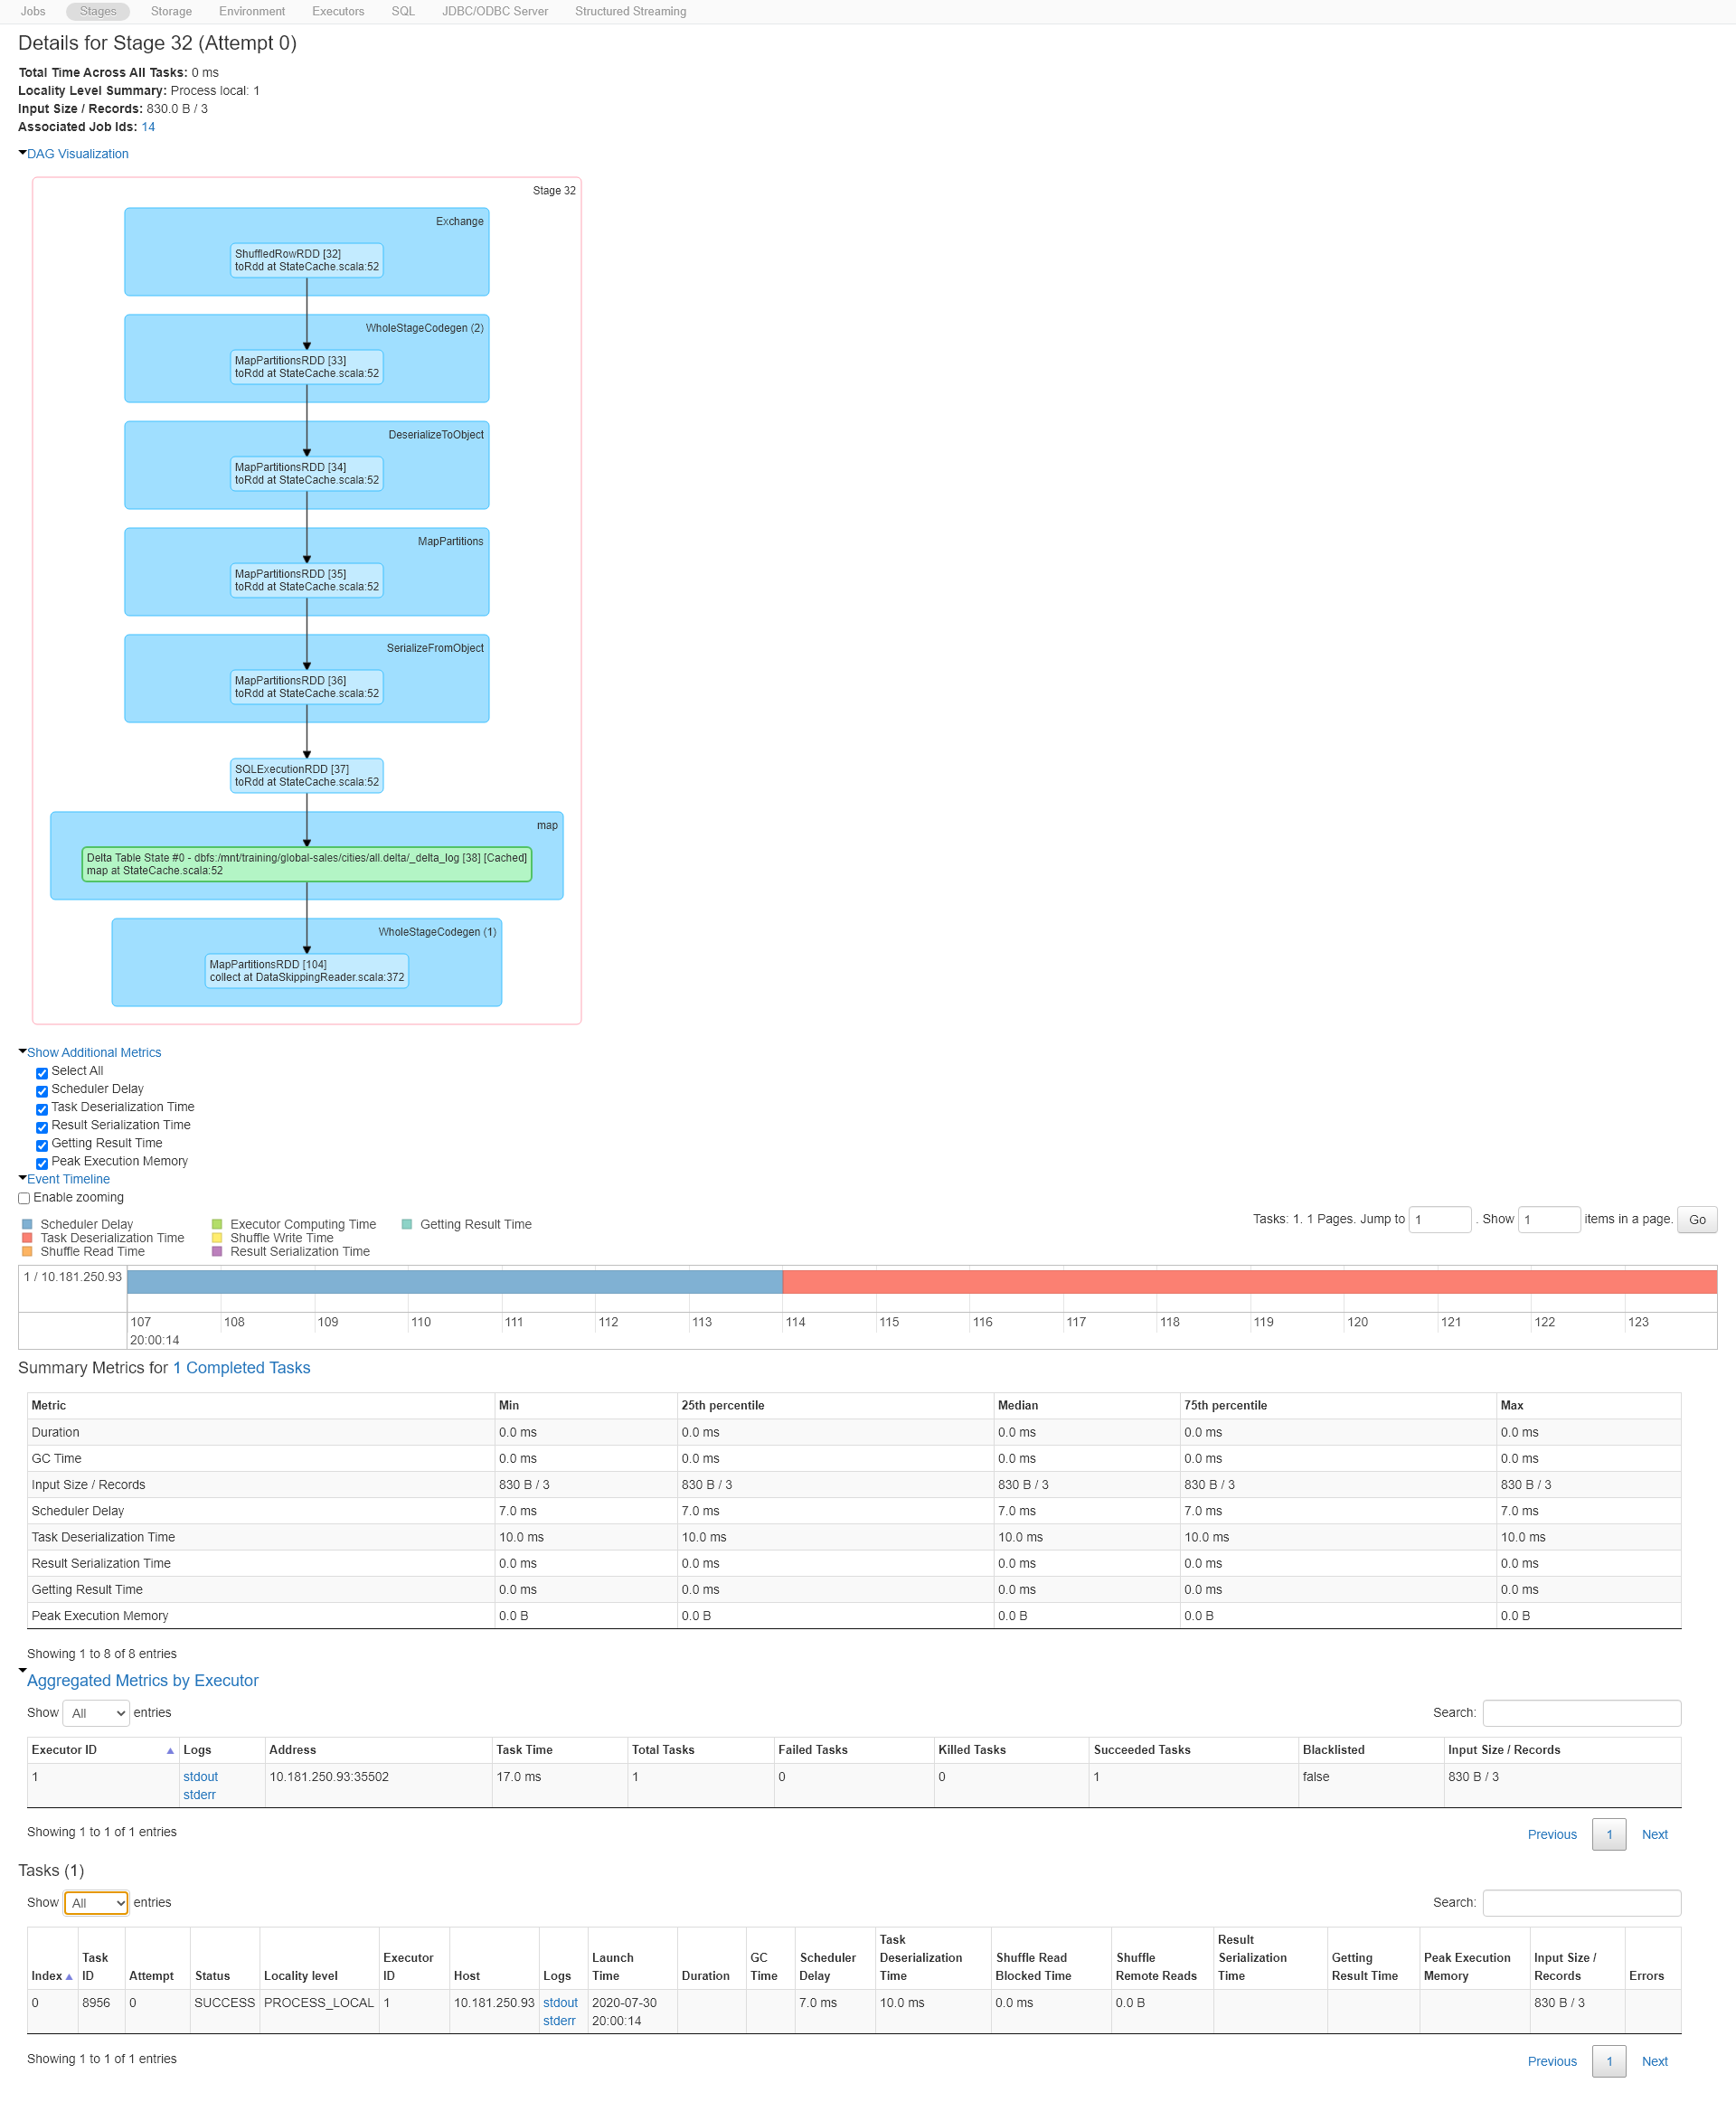 Jobs Stages Storage Environment Executors SQL JDBC/ODBC Server Structured Streaming
Details for Stage 32 (Attempt 0)
Total Time Across All Tasks: 0 ms
Locality Level Summary: Process local: 1
Input Size / Records: 830.0 B / 3
Associated Job Ids: 14
DAG Visualization
Stage 32
Exchange
ShuffledRowRDD [32]
toRdd at StateCache.scala:52
WholeStageCodegen (2)
MapPartitionsRDD [33]
toRdd at StateCache.scala:52
DeserializeToObject
MapPartitionsRDD [34]
toRdd at StateCache.scala:52
MapPartitions
MapPartitionsRDD [35]
toRdd at StateCache.scala:52
SerializeFromObject
MapPartitionsRDD [36]
toRdd at StateCache.scala:52
SQLExecutionRDD [37]
toRdd at StateCache.scala:52
map
Delta Table State #0 - dbfs:/mnt/training/global-sales/cities/all.delta/_delta_log [38] [Cached]
map at StateCache.scala:52
WholeStageCodegen (1)
MapPartitionsRDD [104]
collect at DataSkippingReader.scala:372
Show Additional Metrics
Select All
Scheduler Delay
Task Deserialization Time
Result Serialization Time
Getting Result Time
Peak Execution Memory
Event Timeline
Enable zooming
Scheduler Delay Executor Computing Time Getting Result Time
Task Deserialization Time Shuffle Write Time
Shuffle Read Time Result Serialization Time
Tasks: 1. 1 Pages. Jump to 1 . Show 1 items in a page. Go
1 / 10.181.250.93
107 108 109 110 111 112 113 114 115 116 117 118 119 120 121 122 123
20:00:14
Summary Metrics for 1 Completed Tasks
Metric Min 25th percentile Median 75th percentile Max
Duration 0.0 ms 0.0 ms 0.0 ms 0.0 ms 0.0 ms
GC Time 0.0 ms 0.0 ms 0.0 ms 0.0 ms 0.0 ms
Input Size / Records 830 B / 3 830 B / 3 830 B / 3 830 B / 3 830 B / 3
Scheduler Delay 7.0 ms 7.0 ms 7.0 ms 7.0 ms 7.0 ms
Task Deserialization Time 10.0 ms 10.0 ms 10.0 ms 10.0 ms 10.0 ms
Result Serialization Time 0.0 ms 0.0 ms 0.0 ms 0.0 ms 0.0 ms
Getting Result Time 0.0 ms 0.0 ms 0.0 ms 0.0 ms 0.0 ms
Peak Execution Memory 0.0 B 0.0 B 0.0 B 0.0 B 0.0 B
Showing 1 to 8 of 8 entries
Aggregated Metrics by Executor
Show All entries Search:
Executor ID Logs Address Task Time Total Tasks Failed Tasks Killed Tasks Succeeded Tasks Blacklisted Input Size / Records
1 stdout 10.181.250.93:35502 17.0 ms 1 0 0 1 false 830 B / 3
stderr
Showing 1 to 1 of 1 entries Previous 1 Next
Tasks (1)
Show All entries Search:
Task Result
Task Executor Launch GC Scheduler Deserialization Shuffle Read Shuffle Serialization Getting Peak Execution Input Size /
Index ID Attempt Status Locality level ID Host Logs Time Duration Time Delay Time Blocked Time Remote Reads Time Result Time Memory Records Errors
0 8956 0 SUCCESS PROCESS_LOCAL 1 10.181.250.93 stdout 2020-07-30 7.0 ms 10.0 ms 0.0 ms 0.0 B 830 B / 3
stderr 20:00:14
Showing 1 to 1 of 1 entries Previous 1 Next